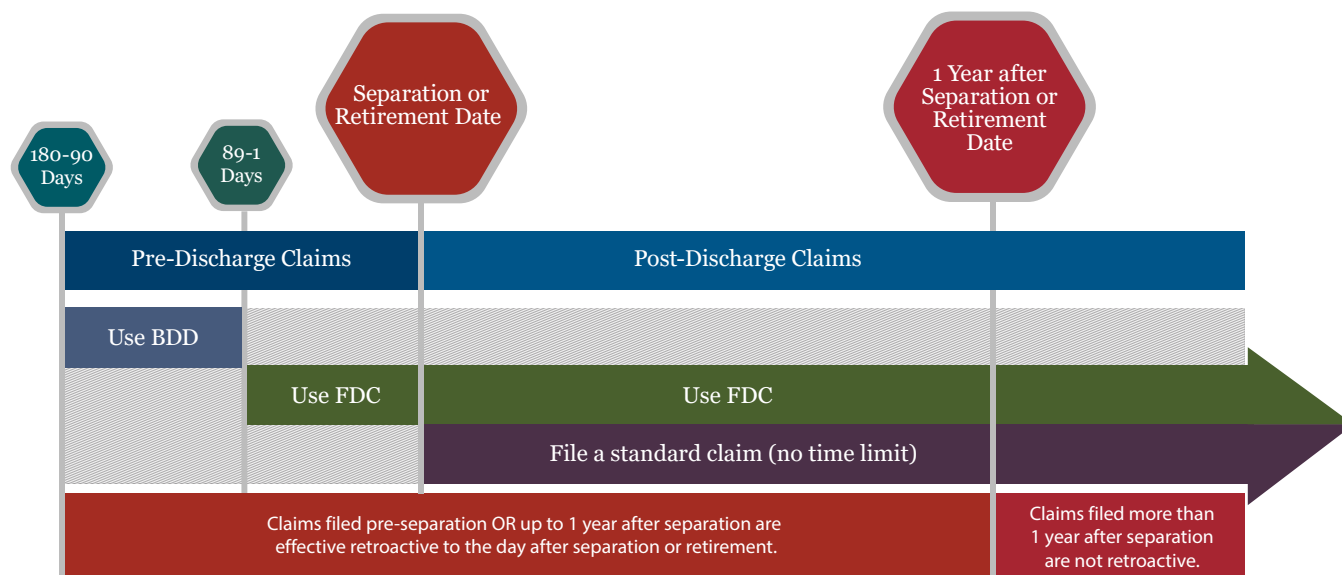 180-90
Days
89-1
Days
Separation or
Retirement Date
1 Year after
Separation or
Retirement
Date
Pre-Discharge Claims
Post-Discharge Claims
Use BDD
Use FDC
Use FDC
File a standard claim (no time limit)
Claims filed pre-separation OR up to 1 year after separation are
effective retroactive to the day after separation or retirement.
Claims filed more than
1 year after separation
are not retroactive.